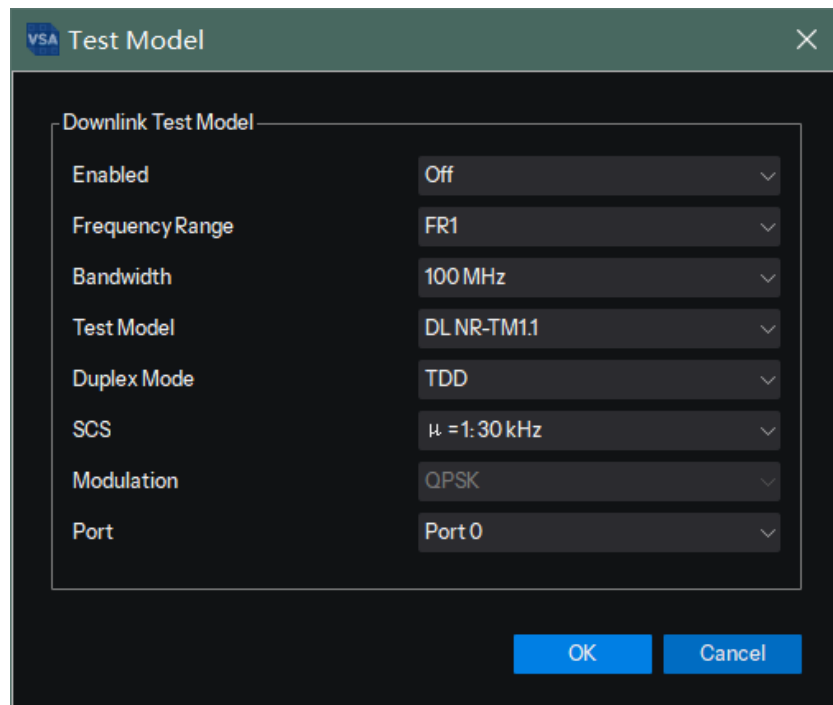 VSA Test Model
Downlink Test Model
Enabled Off
Frequency Range FR1
Bandwidth 100 MHz
Test Model DL NR-TM1.1
Duplex Mode TDD
SCS μ =1: 30 kHz
Modulation QPSK
Port Port 0
OK Cancel